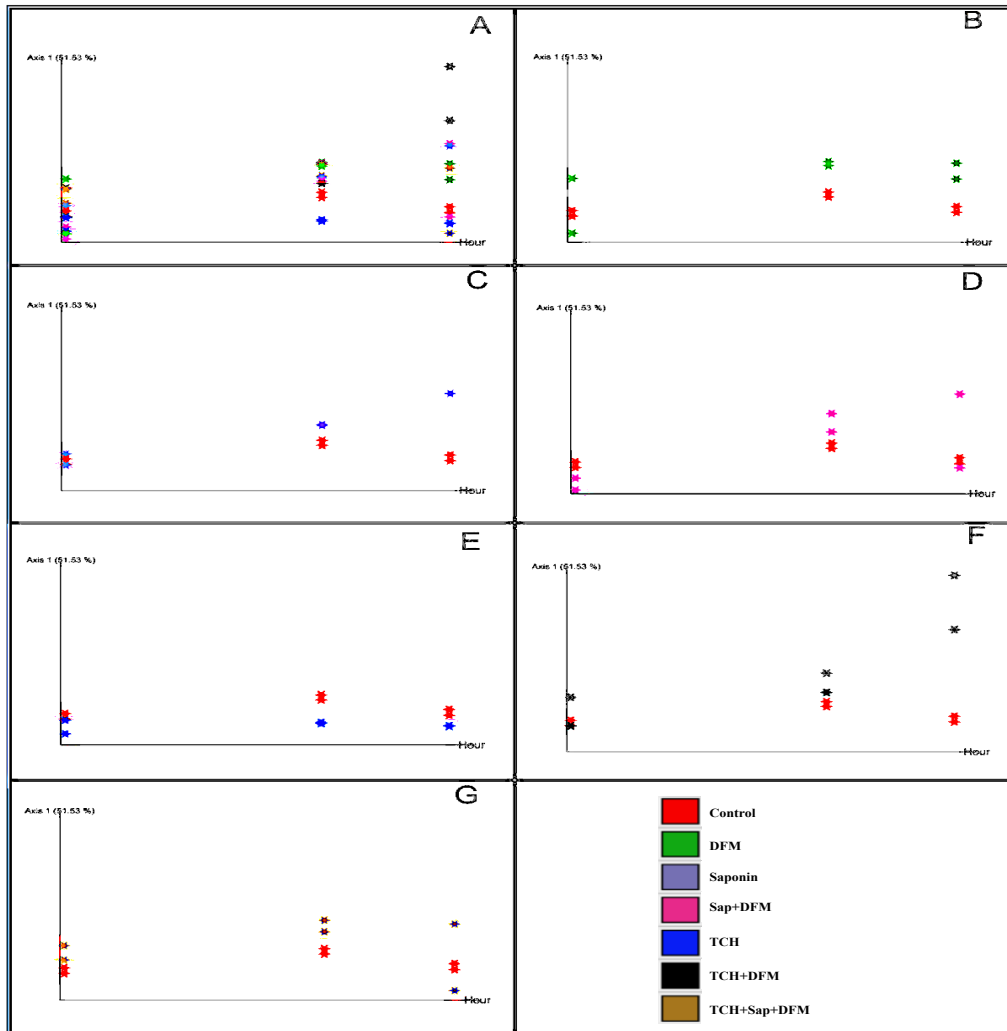 A
Axis 1 (51.53 %)
Hour
B
Axis 1 (51.53 %)
Hour
C
Axis 1 (51.53 %)
Hour
D
Axis 1 (51.53 %)
Hour
E
Axis 1 (51.53 %)
Hour
F
Axis 1 (51.53 %)
Hour
G
Axis 1 (51.53 %)
Hour
Control
DFM
Saponin
Sap+DFM
TCH
TCH+DFM
TCH+Sap+DFM